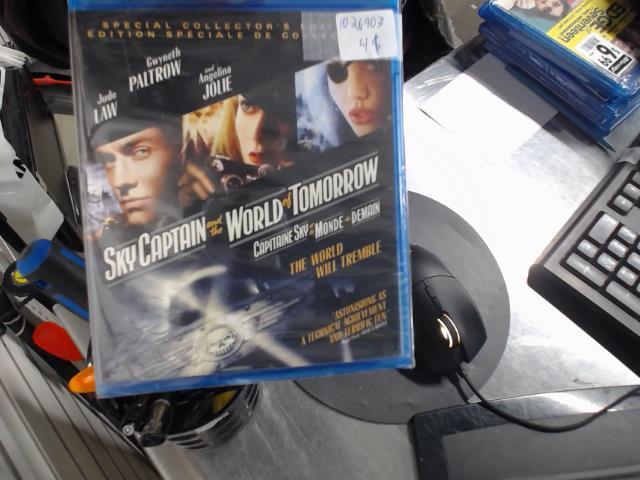 SPECIAL COLLECTOR'S
EDITION SPÉCIALE DE
1026903
4$
Jude
LAW
Gwyneth
PALTROW
and
Angelina
JOLIE
SKY CAPTAIN and the WORLD of TOMORROW
CAPITAINE SKY et le MONDE de DEMAIN
THE WORLD
WILL TREMBLE
"ASTONISHING AS
A TECHNICAL ACHIEVEMENT
AND TERRIFIC FUN"
Seventeen